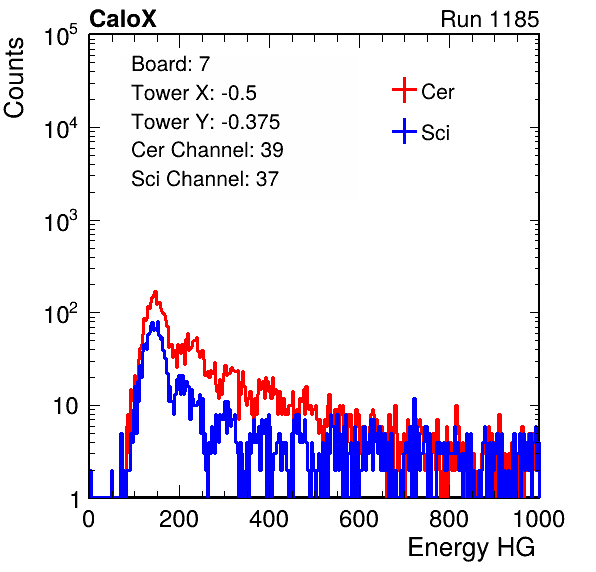 CaloX Run 1185
Board: 7
Tower X: -0.5
Tower Y: -0.375
Cer Channel: 39
Sci Channel: 37
Cer
Sci
Counts
10^5
10^4
10^3
10^2
10
1
0 200 400 600 800 1000
Energy HG